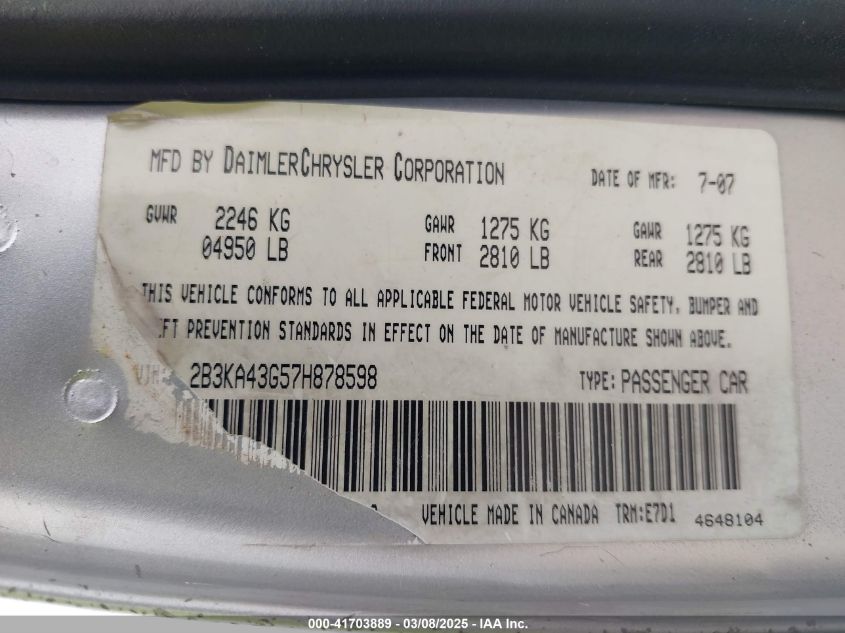 MFD BY DAIMLERCHRYSLER CORPORATION DATE OF MFR: 7-07
GVWR 2246 KG GAWR 1275 KG GAWR 1275 KG
04950 LB FRONT 2810 LB REAR 2810 LB
THIS VEHICLE CONFORMS TO ALL APPLICABLE FEDERAL MOTOR VEHICLE SAFETY, BUMPER AND
EFT PREVENTION STANDARDS IN EFFECT ON THE DATE OF MANUFACTURE SHOWN ABOVE.
VIN: 2B3KA43G57H878598 TYPE: PASSENGER CAR
VEHICLE MADE IN CANADA TRM:E7D1 4648104
000-41703889 - 03/08/2025 - IAA Inc.